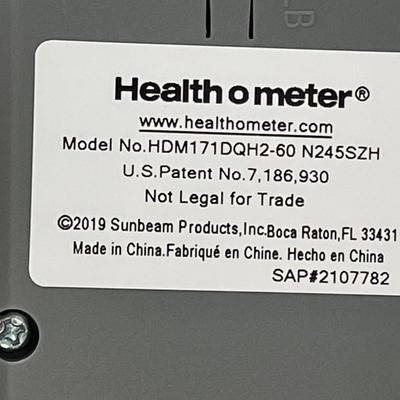 LB
Health o meter®
www.healthometer.com
Model No.HDM171DQH2-60 N245SZH
U.S.Patent No.7,186,930
Not Legal for Trade
©2019 Sunbeam Products,Inc.Boca Raton,FL 33431
Made in China.Fabriqué en Chine. Hecho en China
SAP#2107782